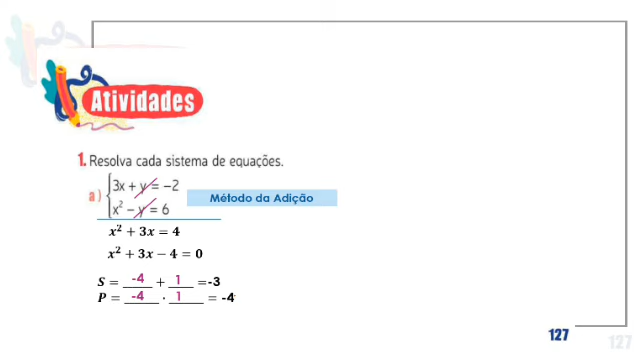 Atividades
1. Resolva cada sistema de equações.
a) 3x + y = −2
x² − y = 6
Método da Adição
x² + 3x = 4
x² + 3x − 4 = 0
S = -4 + 1 =-3
P = -4 · 1 = -4
127
127